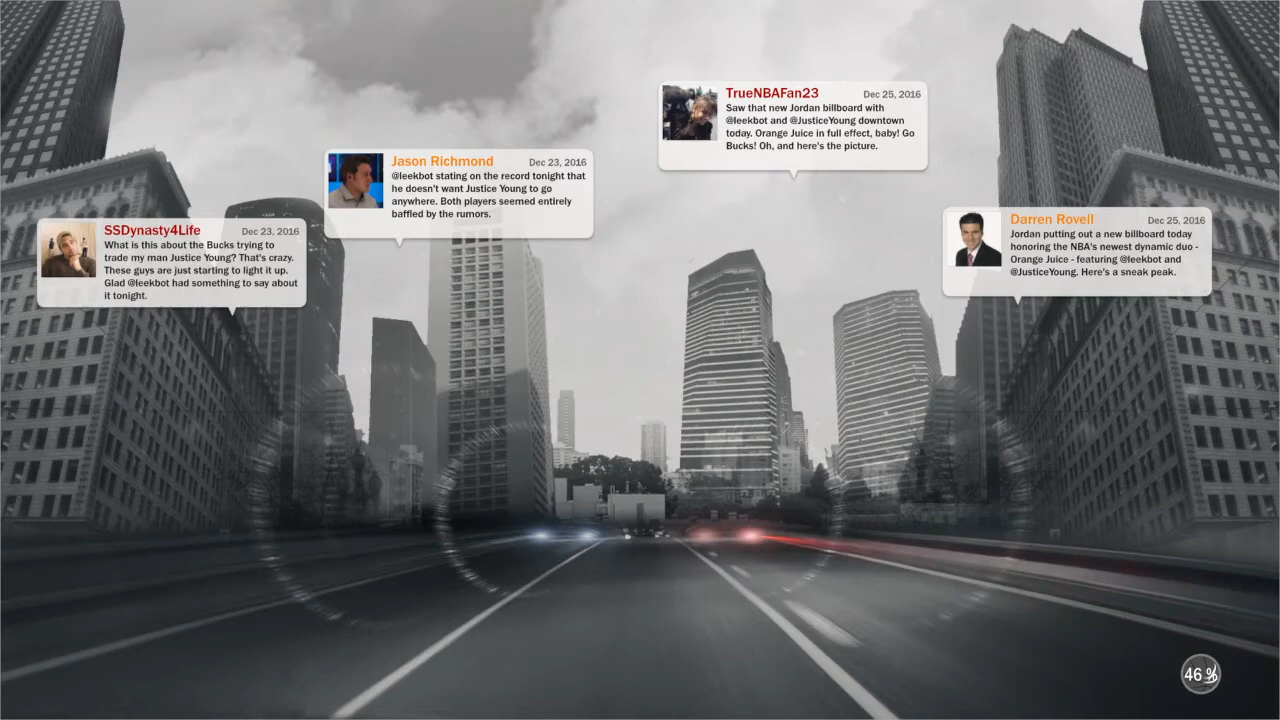 TrueNBAFan23 Dec 25, 2016
Saw that new Jordan billboard with
@leekbot and @JusticeYoung downtown
today. Orange Juice in full effect, baby! Go
Bucks! Oh, and here's the picture.
Jason Richmond Dec 23, 2016
@leekbot stating on the record tonight that
he doesn't want Justice Young to go
anywhere. Both players seemed entirely
baffled by the rumors.
SSDynasty4Life Dec 23, 2016
What is this about the Bucks trying to
trade my man Justice Young? That's crazy.
These guys are just starting to light it up.
Glad @leekbot had something to say about
it tonight.
Darren Rovell Dec 25, 2016
Jordan putting out a new billboard today
honoring the NBA's newest dynamic duo -
Orange Juice - featuring @leekbot and
@JusticeYoung. Here's a sneak peak.
46 %